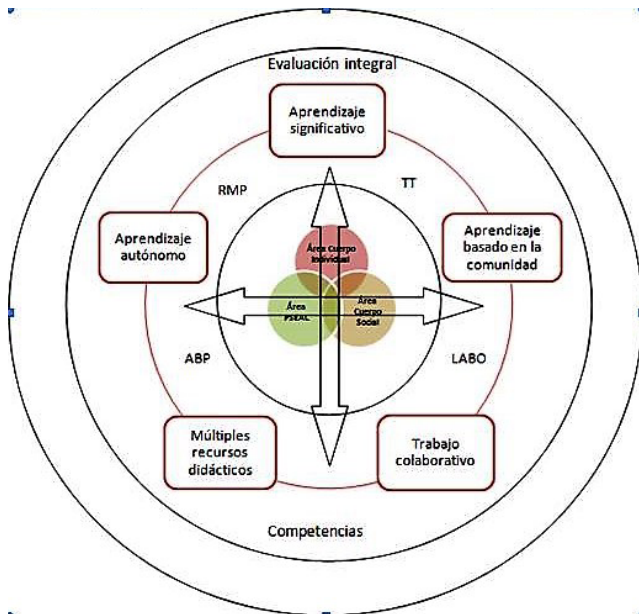 Evaluación integral
Aprendizaje
significativo
RMP
TT
Aprendizaje
autónomo
Aprendizaje
basado en la
comunidad
Área Cuerpo
Individual
Área
PSEAC
Área
Cuerpo
Social
ABP
LABO
Múltiples
recursos
didácticos
Trabajo
colaborativo
Competencias